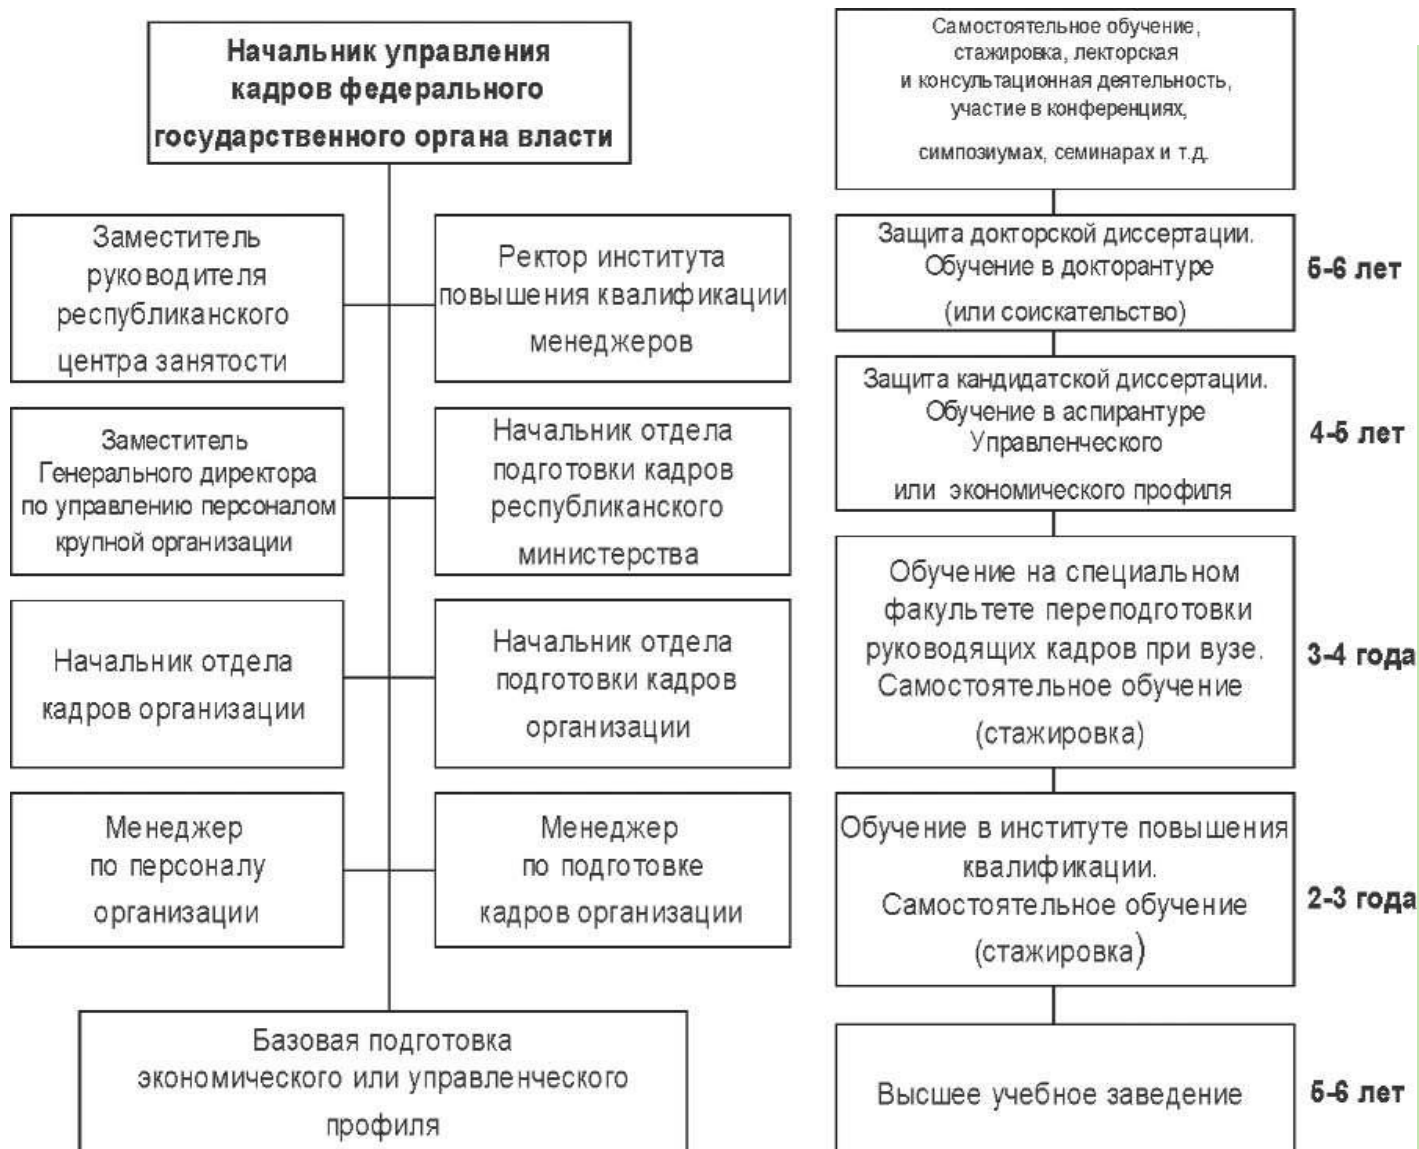 Начальник управления
кадров федерального
государственного органа власти
Заместитель
руководителя
республиканского
центра занятости
Ректор института
повышения квалификации
менеджеров
Заместитель
Генерального директора
по управлению персоналом
крупной организации
Начальник отдела
подготовки кадров
республиканского
министерства
Начальник отдела
кадров организации
Начальник отдела
подготовки кадров
организации
Менеджер
по персоналу
организации
Менеджер
по подготовке
кадров организации
Базовая подготовка
экономического или управленческого
профиля
Самостоятельное обучение,
стажировка, лекторская
и консультационная деятельность,
участие в конференциях,
симпозиумах, семинарах и т.д.
Защита докторской диссертации.
Обучение в докторантуре
(или соискательство)
5-6 лет
Защита кандидатской диссертации.
Обучение в аспирантуре
Управленческого
или экономического профиля
4-5 лет
Обучение на специальном
факультете переподготовки
руководящих кадров при вузе.
Самостоятельное обучение
(стажировка)
3-4 года
Обучение в институте повышения
квалификации.
Самостоятельное обучение
(стажировка)
2-3 года
Высшее учебное заведение
5-6 лет